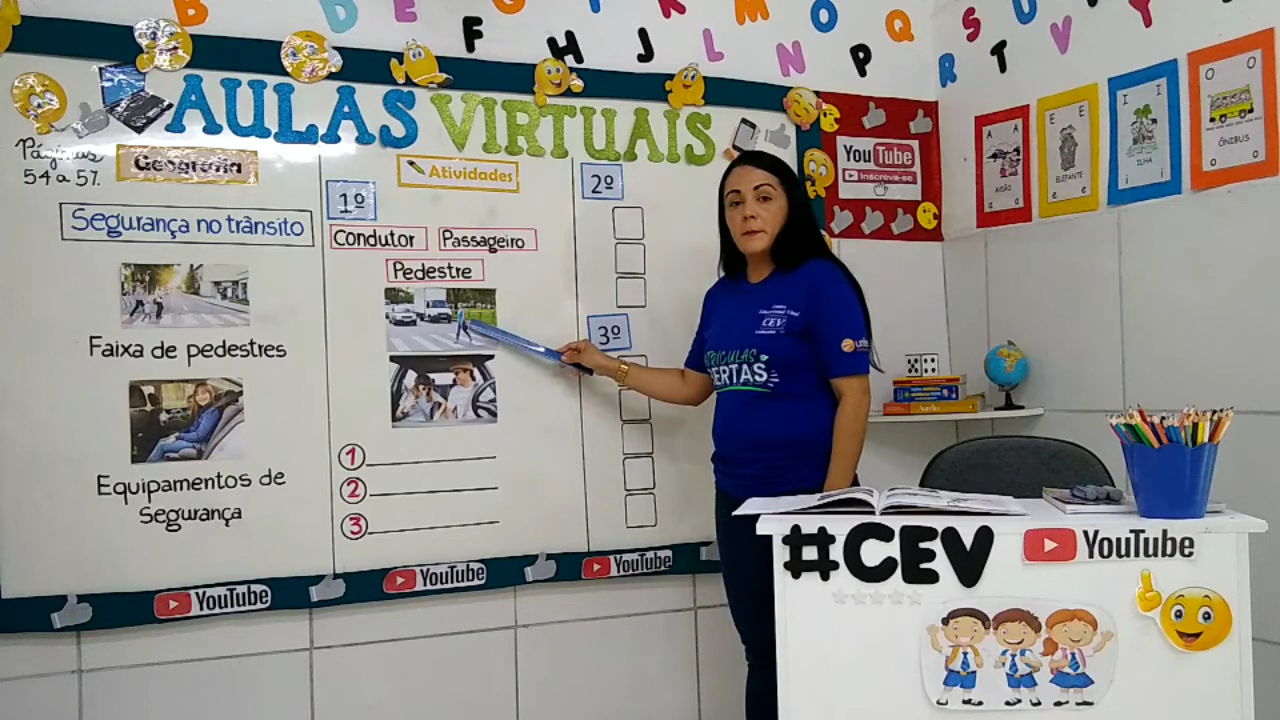 B D E F H J K L M N O P Q R S T U V Y
AULAS VIRTUAIS
Páginas
54 a 57.
Geografia
Segurança no trânsito
Faixa de pedestres
Equipamentos de
Segurança
Atividades
1º
Condutor
Passageiro
Pedestre
1
2
3
2º
3º
YouTube
YouTube
YouTube
YouTube
Inscreva-se
A A
AVIÃO
a a
E E
ELEFANTE
e e
I I
ILHA
i i
O O
ÔNIBUS
o o
CEV
MATRÍCULAS
ABERTAS
#CEV
YouTube